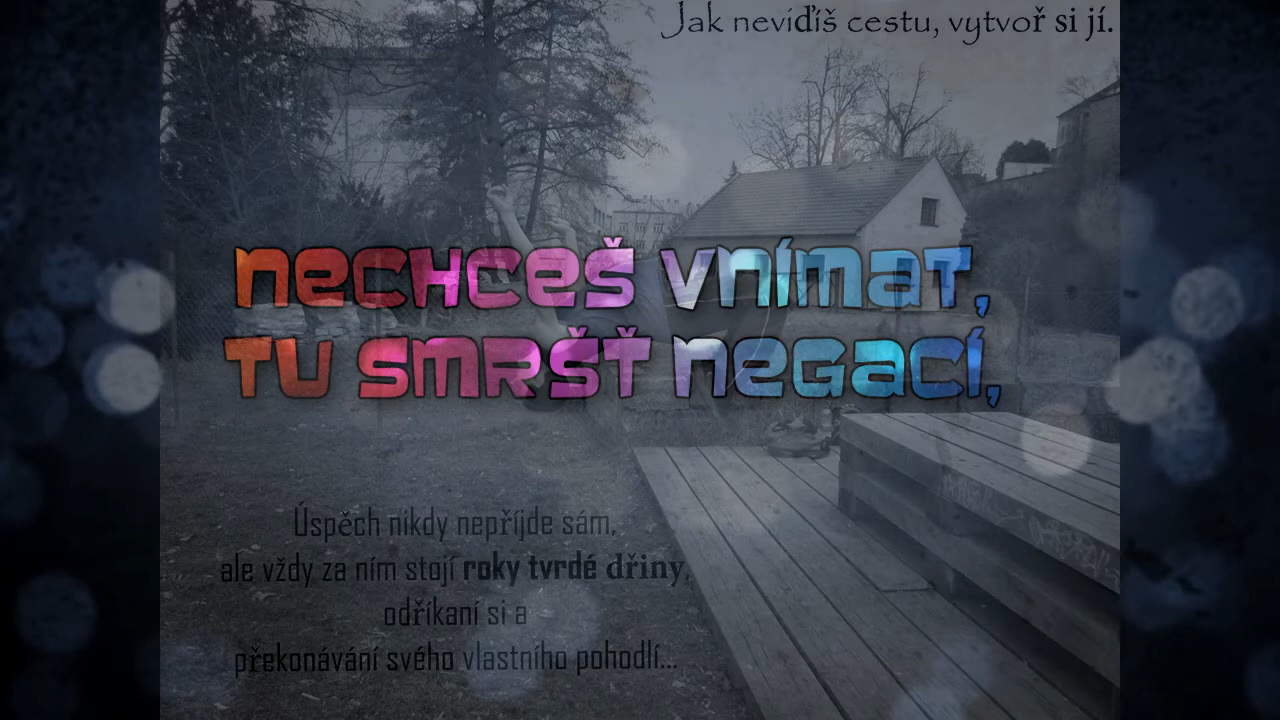 Jak nevidíš cestu, vytvoř si jí.
NECHCEŠ VNÍMAT,
TU SMRŠŤ NEGACÍ,
Úspěch nikdy nepříjde sám,
ale vždy za ním stojí roky tvrdé dřiny,
odříkaní si a
překonávání svého vlastního pohodlí...